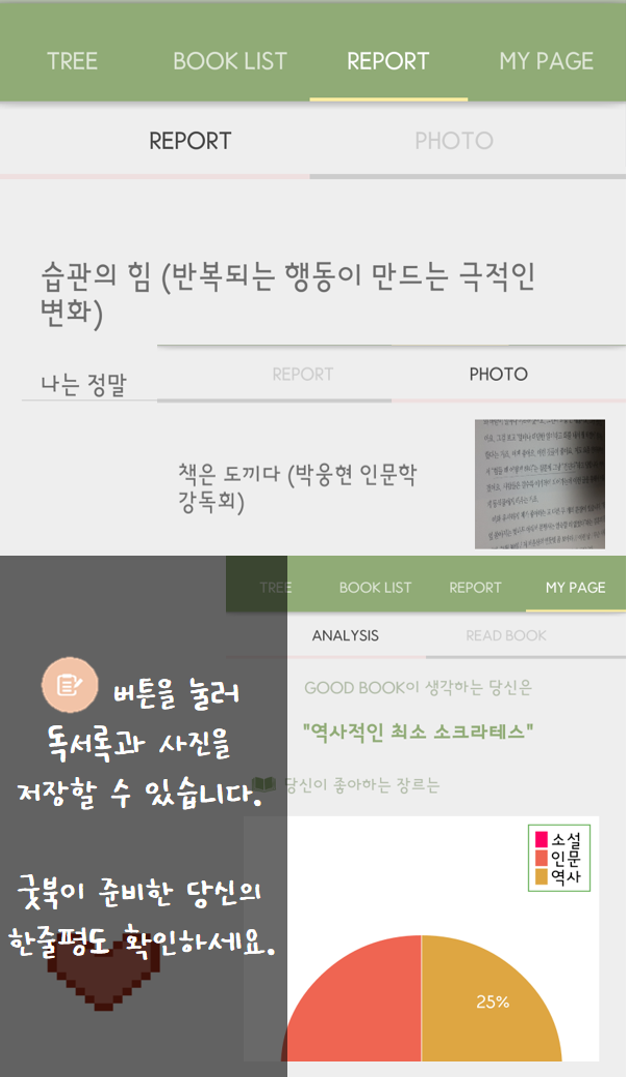 TREE BOOK LIST REPORT MY PAGE
REPORT PHOTO
습관의 힘 (반복되는 행동이 만드는 극적인
변화)
나는 정말
REPORT PHOTO
책은 도끼다 (박웅현 인문학
강독회)
TREE BOOK LIST REPORT MY PAGE
ANALYSIS READ BOOK
GOOD BOOK이 생각하는 당신은
"역사적인 최소 소크라테스"
당신이 좋아하는 장르는
소설
인문
역사
25%
버튼을 눌러
독서록과 사진을
저장할 수 있습니다.
굿북이 준비한 당신의
한줄평도 확인하세요.